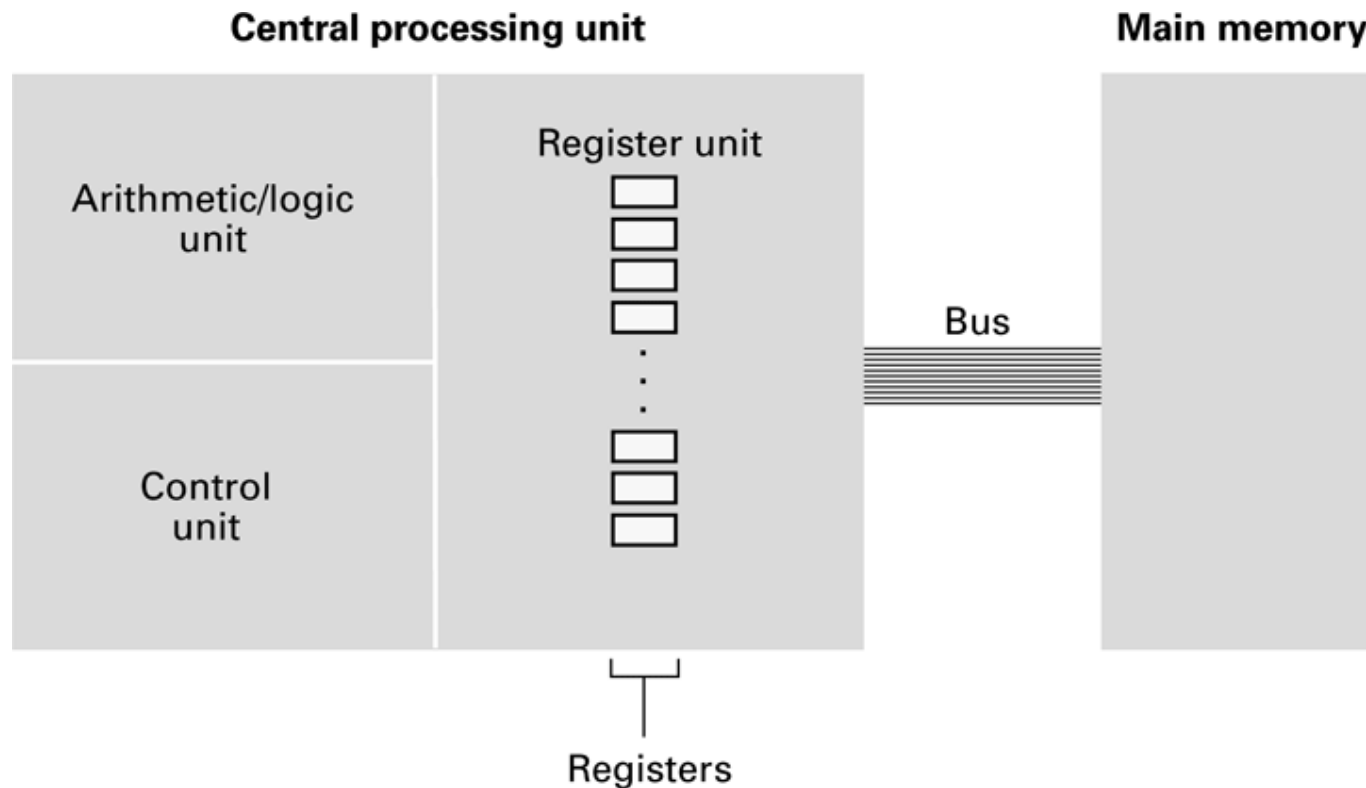 Central processing unit
Main memory
Register unit
Arithmetic/logic
unit
Bus
Control
unit
Registers